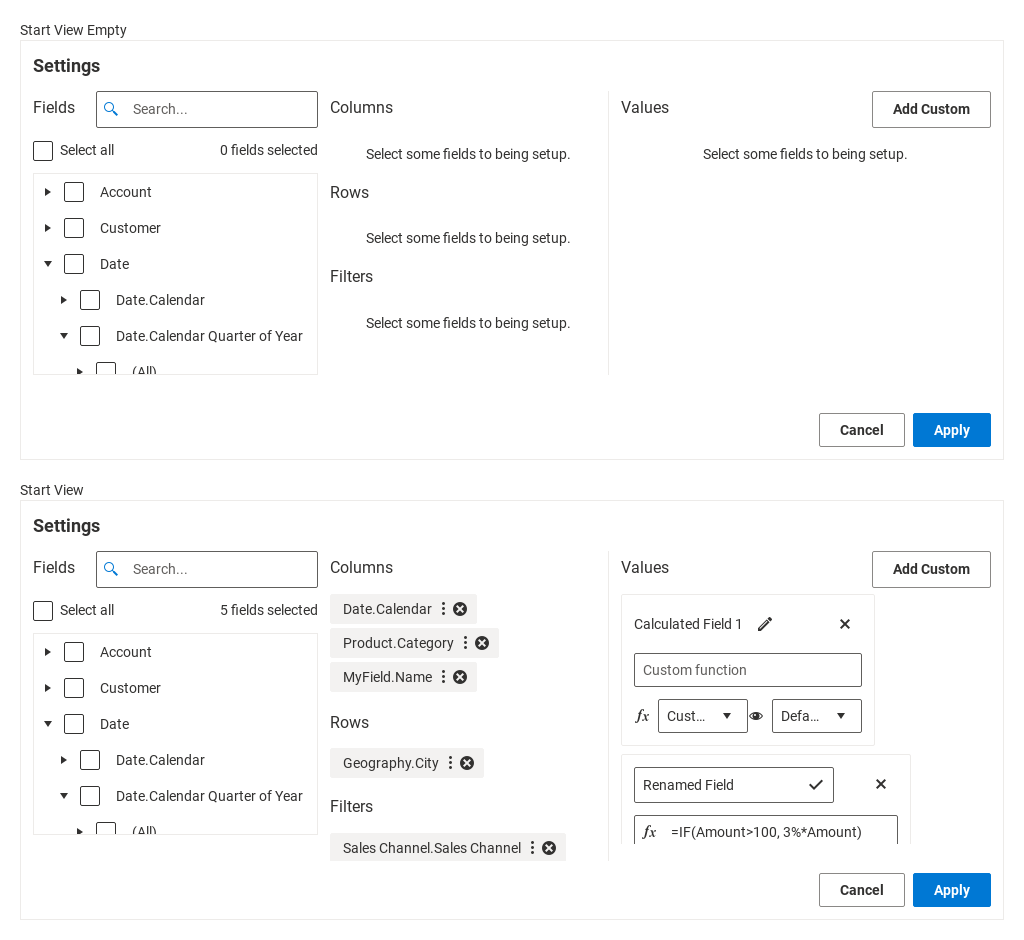 Start View Empty
Settings
Fields
Search...
Select all
0 fields selected
Account
Customer
Date
Date.Calendar
Date.Calendar Quarter of Year
(All)
Columns
Select some fields to being setup.
Rows
Select some fields to being setup.
Filters
Select some fields to being setup.
Values
Add Custom
Select some fields to being setup.
Cancel
Apply
Start View
Settings
Fields
Search...
Select all
5 fields selected
Account
Customer
Date
Date.Calendar
Date.Calendar Quarter of Year
(All)
Columns
Date.Calendar
Product.Category
MyField.Name
Rows
Geography.City
Filters
Sales Channel.Sales Channel
Values
Add Custom
Calculated Field 1
Custom function
fx
Cust...
Defa...
Renamed Field
fx =IF(Amount>100, 3%*Amount)
Cancel
Apply